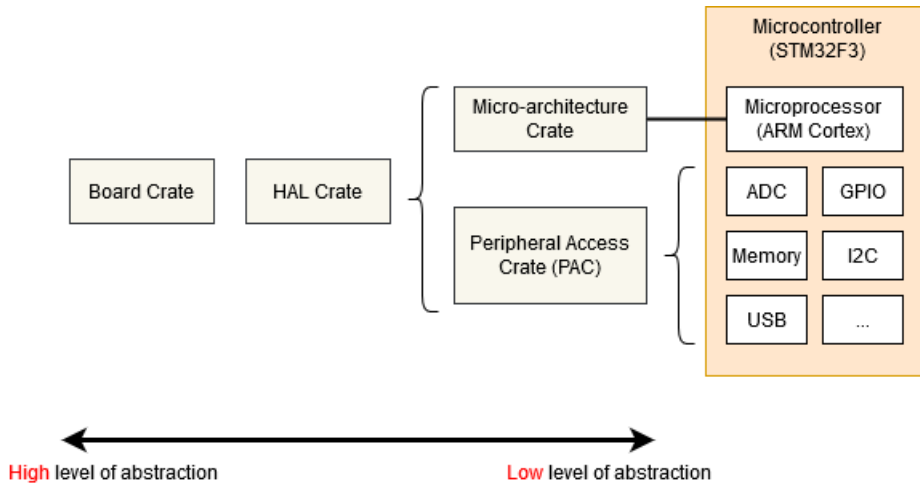 Microcontroller
(STM32F3)
Micro-architecture
Crate
Microprocessor
(ARM Cortex)
Board Crate
HAL Crate
ADC
GPIO
Peripheral Access
Crate (PAC)
Memory
I2C
USB
...
High level of abstraction
Low level of abstraction